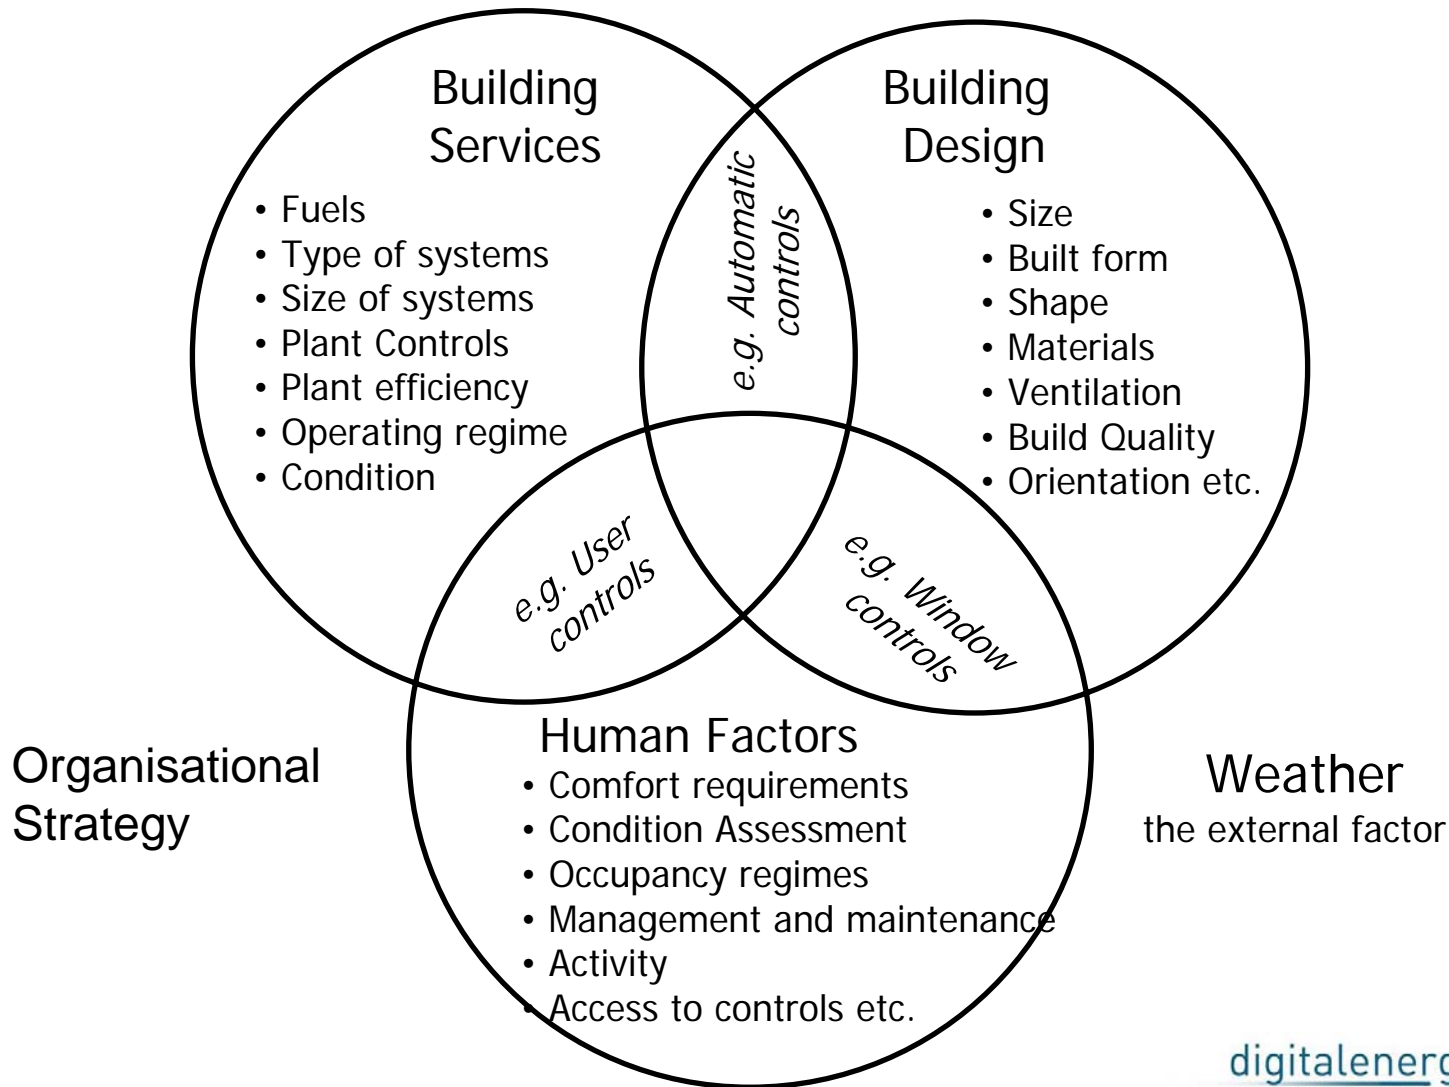 Building
Services
• Fuels
• Type of systems
• Size of systems
• Plant Controls
• Plant efficiency
• Operating regime
• Condition
Building
Design
• Size
• Built form
• Shape
• Materials
• Ventilation
• Build Quality
• Orientation etc.
e.g. Automatic
controls
e.g. User
controls
e.g. Window
controls
Human Factors
• Comfort requirements
• Condition Assessment
• Occupancy regimes
• Management and maintenance
• Activity
• Access to controls etc.
Organisational
Strategy
Weather
the external factor
digitalenerg